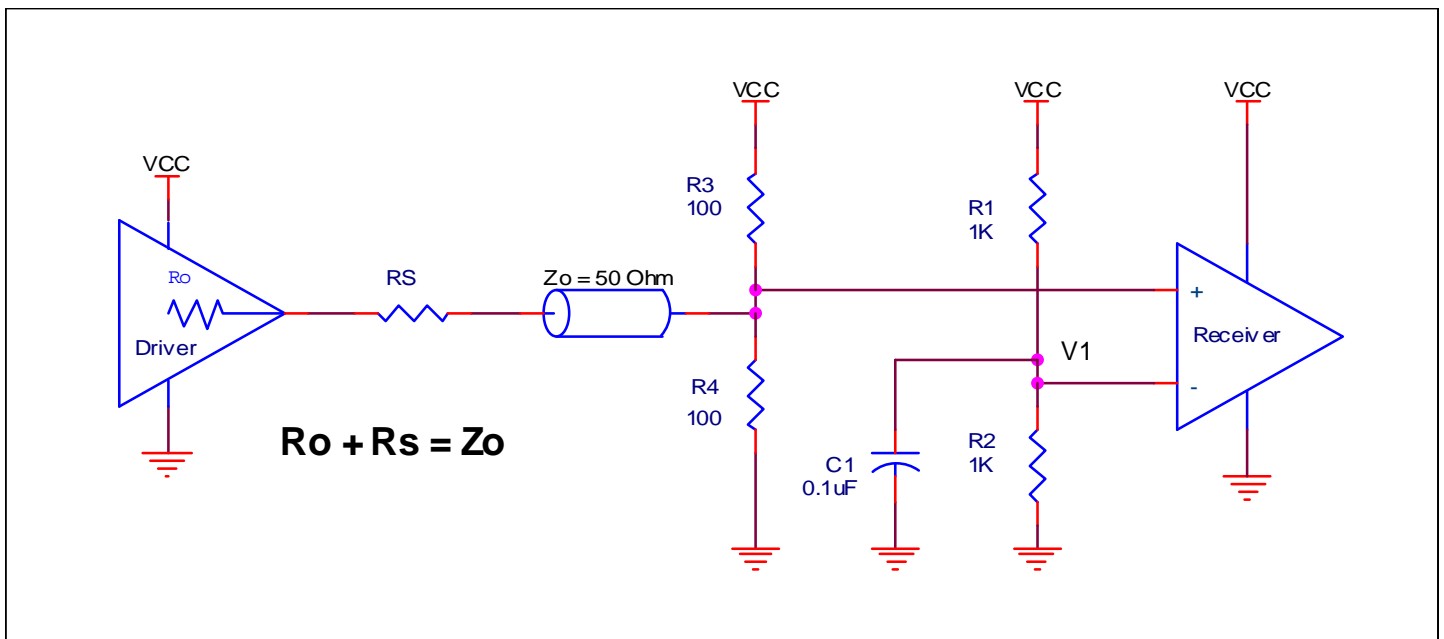 VCC
VCC
VCC
VCC
Ro
Driver
RS
Zo = 50 Ohm
R3
100
R1
1K
+
Receiver
-
V1
R4
100
R2
1K
C1
0.1uF
Ro + Rs = Zo